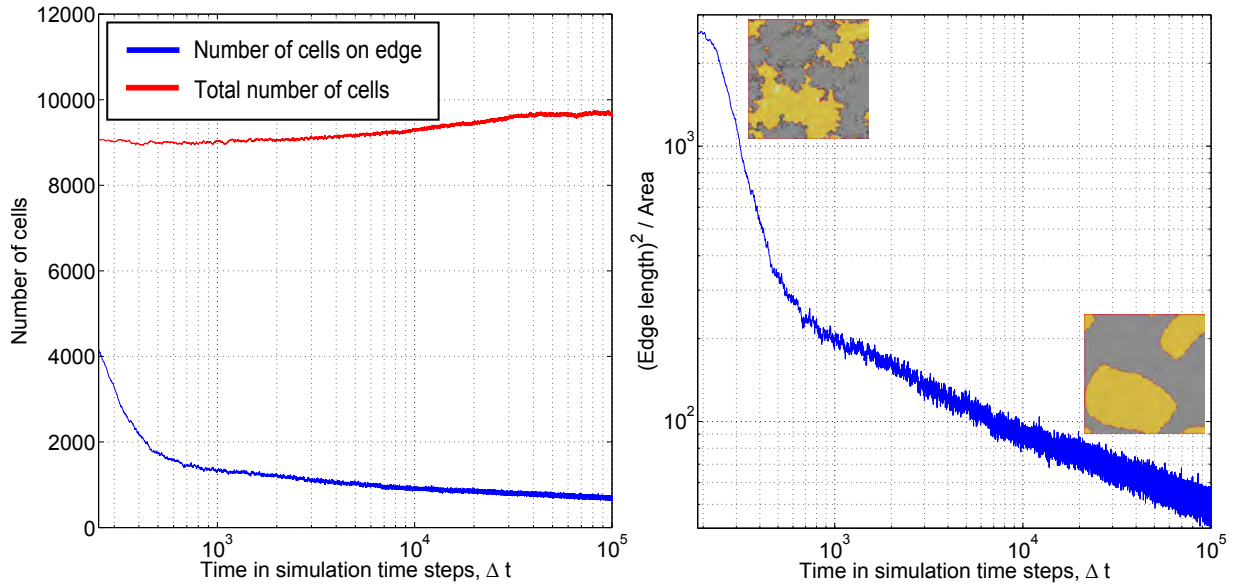 Number of cells on edge
Total number of cells
12000
10000
8000
6000
4000
2000
0
Number of cells
10^3
10^4
10^5
Time in simulation time steps, Δ t
10^3
10^2
(Edge length)^2 / Area
10^3
10^4
10^5
Time in simulation time steps, Δ t